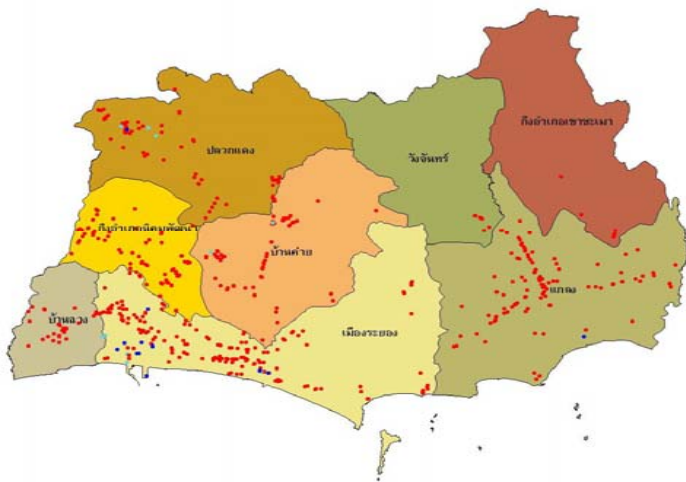 กิ่งอำเภอเขาชะเมา
ปลวกแดง
วังจันทร์
กิ่งอำเภอนิคมพัฒนา
บ้านค่าย
แกลง
บ้านฉาง
เมืองระยอง